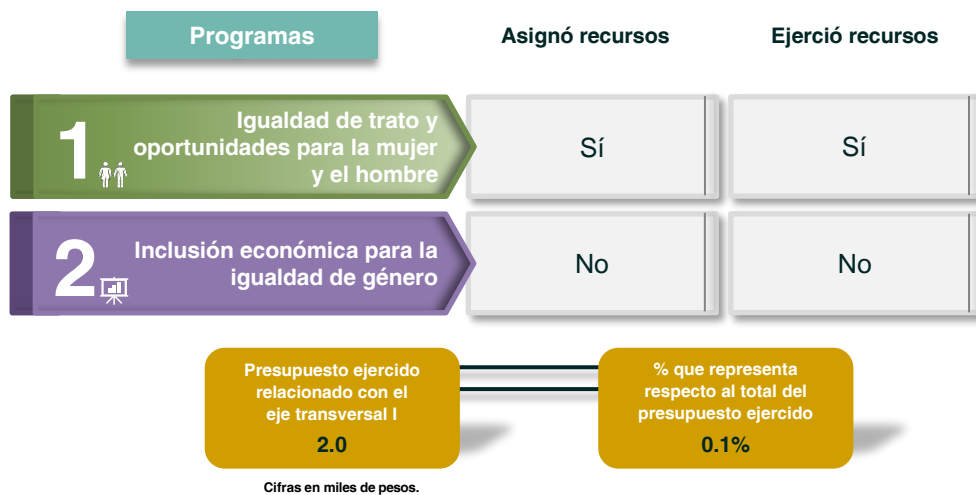 Programas
Asignó recursos
Ejerció recursos
1
Igualdad de trato y
oportunidades para la mujer
y el hombre
Sí
Sí
2
Inclusión económica para la
igualdad de género
No
No
Presupuesto ejercido
relacionado con el
eje transversal I
2.0
% que representa
respecto al total del
presupuesto ejercido
0.1%
Cifras en miles de pesos.